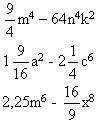 9/4 m⁴ – 64n⁴k²
1 9/16 a² - 2 1/4 c⁶
2,25m⁶ - 16/9 x⁸